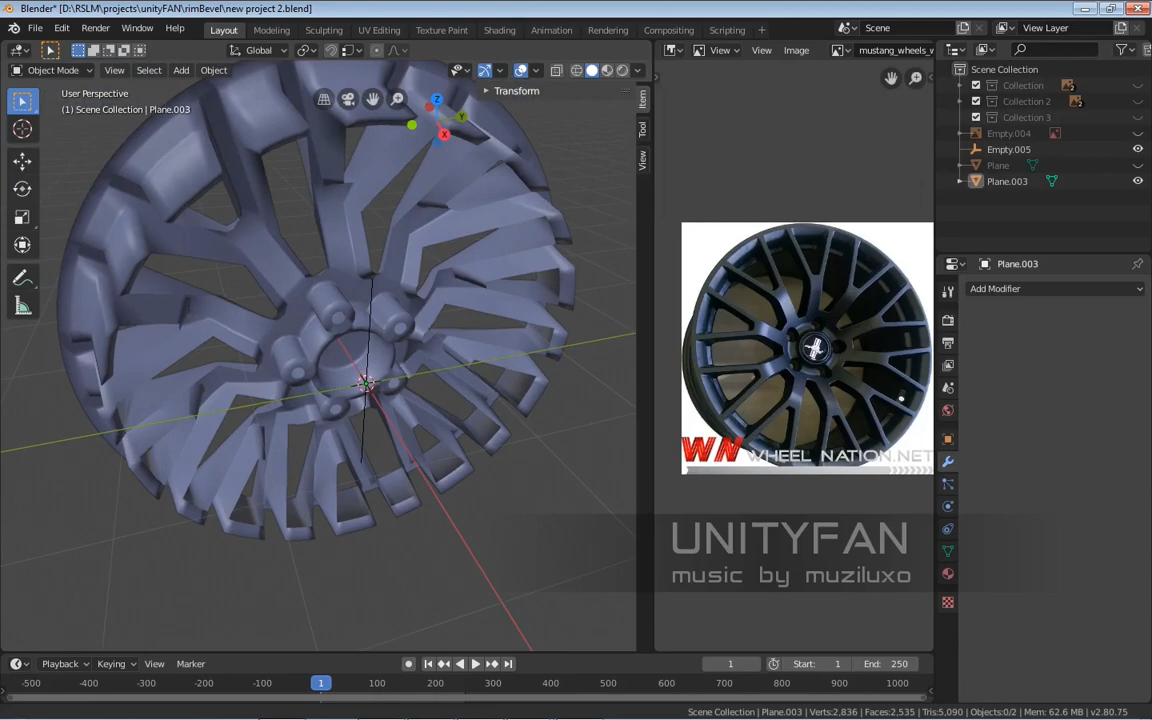 Blender* [D:\RSLM\projects\unityFAN\rimBevel\new project 2.blend]
File Edit Render Window Help Layout Modeling Sculpting UV Editing Texture Paint Shading Animation Rendering Compositing Scripting + Scene View Layer
Global View View Image mustang_wheels_w
Object Mode View Select Add Object
User Perspective
(1) Scene Collection | Plane.003
Transform
Item
Tool
View
Z
Y
X
Scene Collection
Collection 2
Collection 2 2
Collection 3
Empty.004
Empty.005
Plane
Plane.003
Plane.003
Add Modifier
WN WHEEL NATION.NET
UNITYFAN
music by muziluxo
Playback Keying View Marker 1 Start: 1 End: 250
-500 -400 -300 -200 -100 1 100 200 300 400 500 600 700 800 900 1000
Scene Collection | Plane.003 | Verts:2,836 | Faces:2,535 | Tris:5,090 | Objects:0/2 | Mem: 62.6 MB | v2.80.75